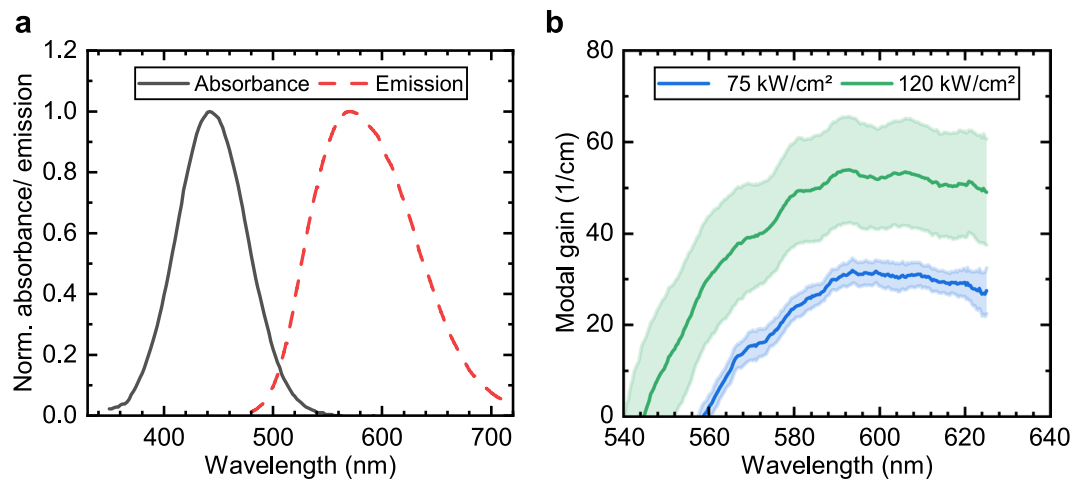 a
Norm. absorbance/ emission
1.2
1.0
0.8
0.6
0.4
0.2
0.0
Absorbance
Emission
400
500
600
700
Wavelength (nm)
b
Modal gain (1/cm)
80
60
40
20
0
75 kW/cm²
120 kW/cm²
540
560
580
600
620
640
Wavelength (nm)